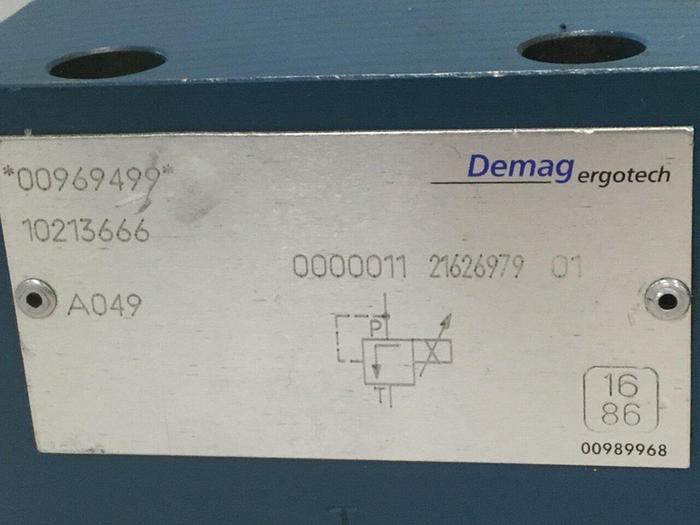 *00969499*
Demag ergotech
10213666
0000011 21626979 01
A049
P
T
16
86
00989968
T